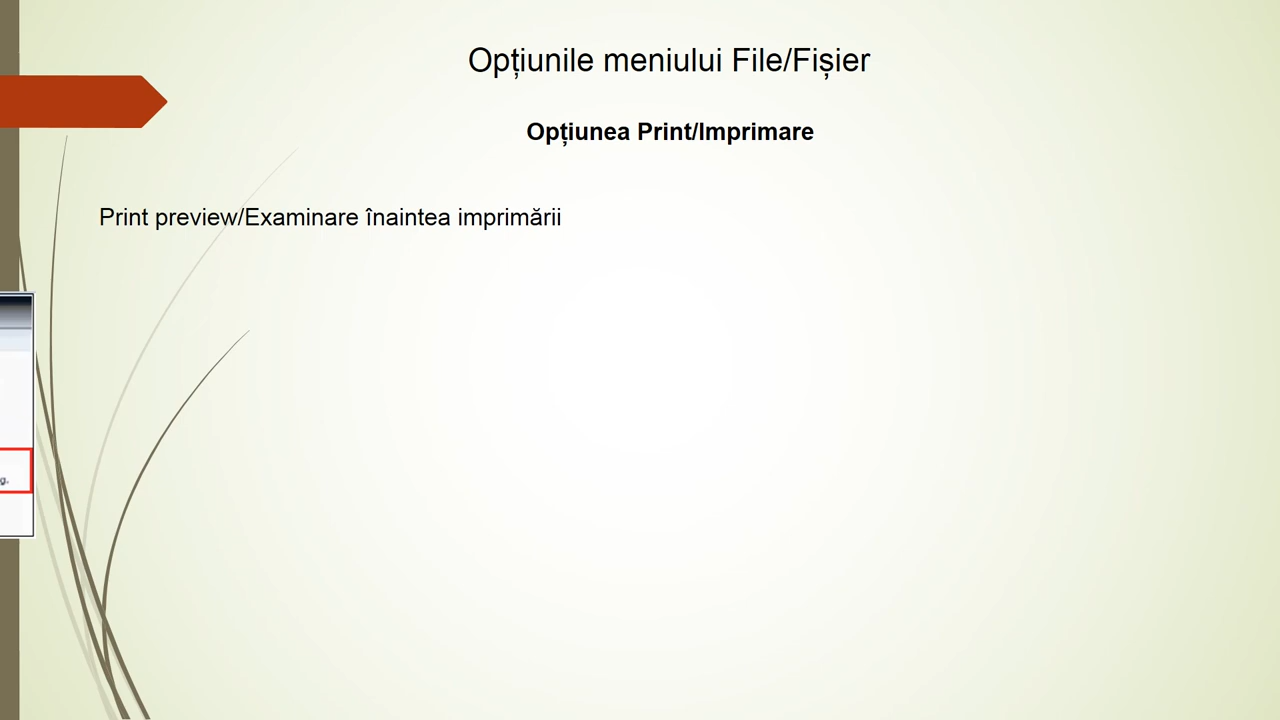 Opțiunile meniului File/Fișier
Opțiunea Print/Imprimare
Print preview/Examinare înaintea imprimării
g.